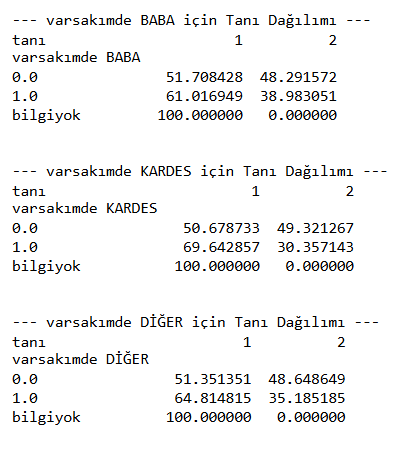 --- varsakımde BABA için Tanı Dağılımı ---
tanı 1 2
varsakımde BABA
0.0 51.708428 48.291572
1.0 61.016949 38.983051
bilgiyok 100.000000 0.000000
--- varsakımde KARDES için Tanı Dağılımı ---
tanı 1 2
varsakımde KARDES
0.0 50.678733 49.321267
1.0 69.642857 30.357143
bilgiyok 100.000000 0.000000
--- varsakımde DİĞER için Tanı Dağılımı ---
tanı 1 2
varsakımde DİĞER
0.0 51.351351 48.648649
1.0 64.814815 35.185185
bilgiyok 100.000000 0.000000